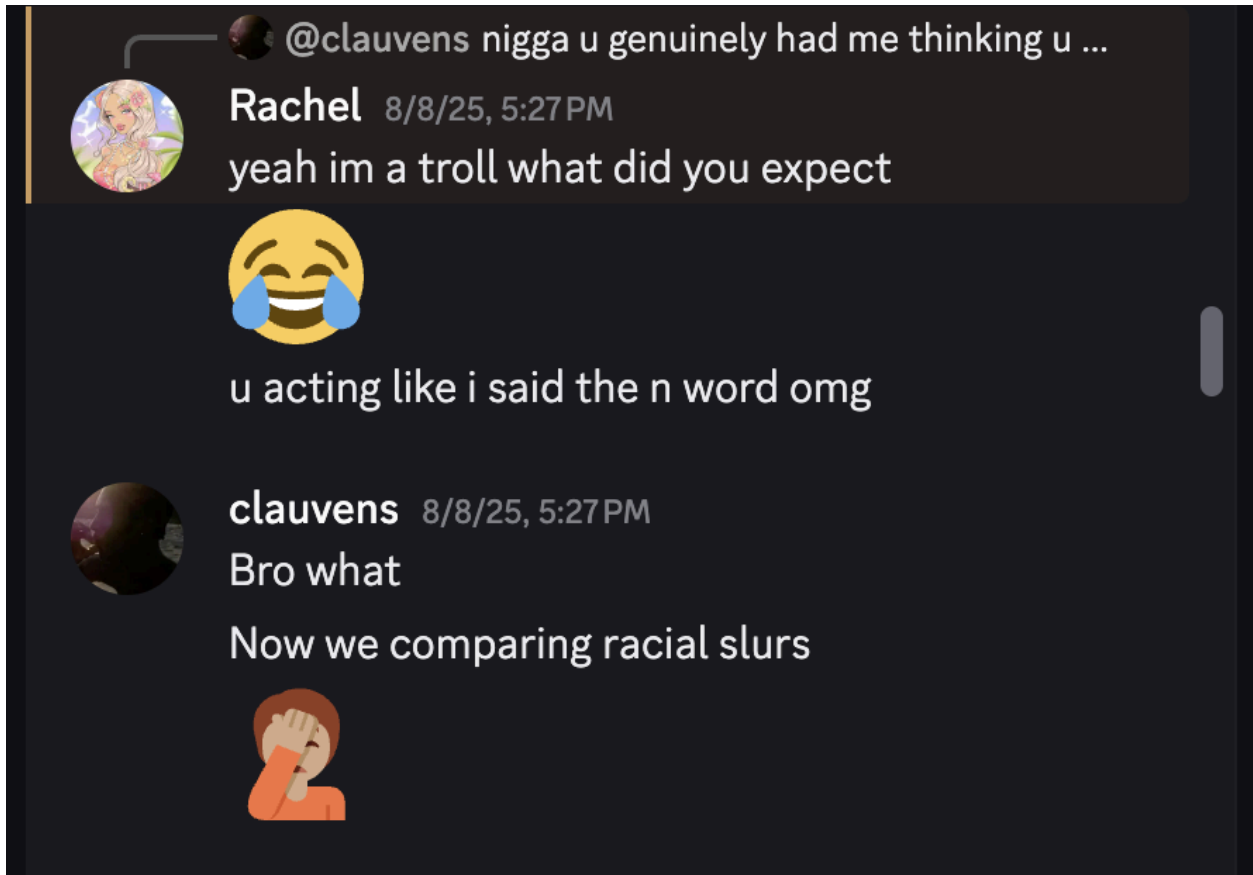 @clauvens nigga u genuinely had me thinking u ...
Rachel 8/8/25, 5:27 PM
yeah im a troll what did you expect
u acting like i said the n word omg
clauvens 8/8/25, 5:27 PM
Bro what
Now we comparing racial slurs